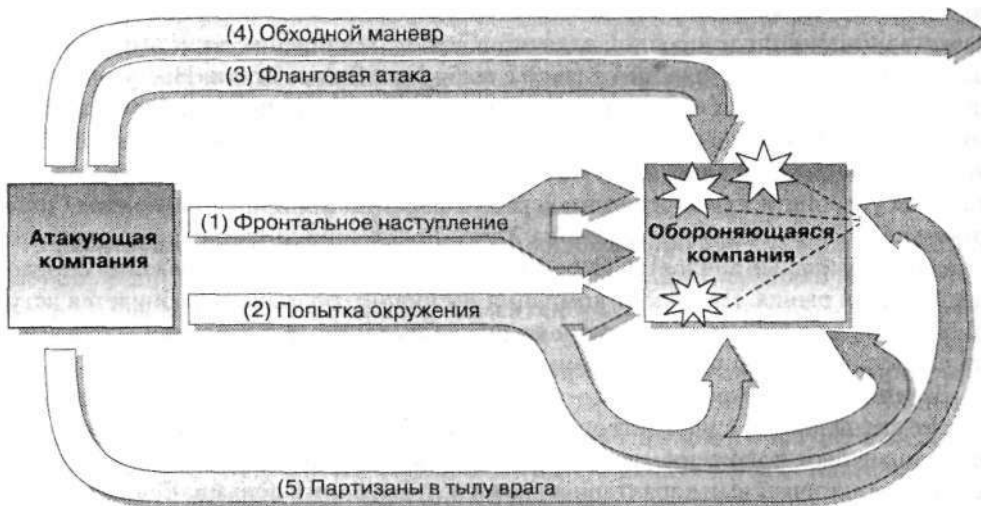 (4) Обходной маневр
(3) Фланговая атака
Атакующая
компания
(1) Фронтальное наступление
Обороняющаяся
компания
(2) Попытка окружения
(5) Партизаны в тылу врага